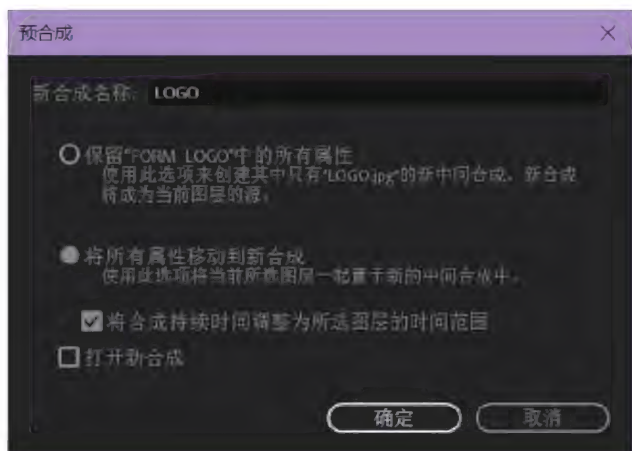 预合成
新合成名称: LOGO
保留"FORM LOGO"中的所有属性
使用此选项来创建其中只有"LOGO.jpg"的新中间合成。新合成
将成为当前图层的源。
将所有属性移动到新合成
使用此选项将当前所选图层一起置于新的中间合成中。
将合成持续时间调整为所选图层的时间范围
打开新合成
确定 取消